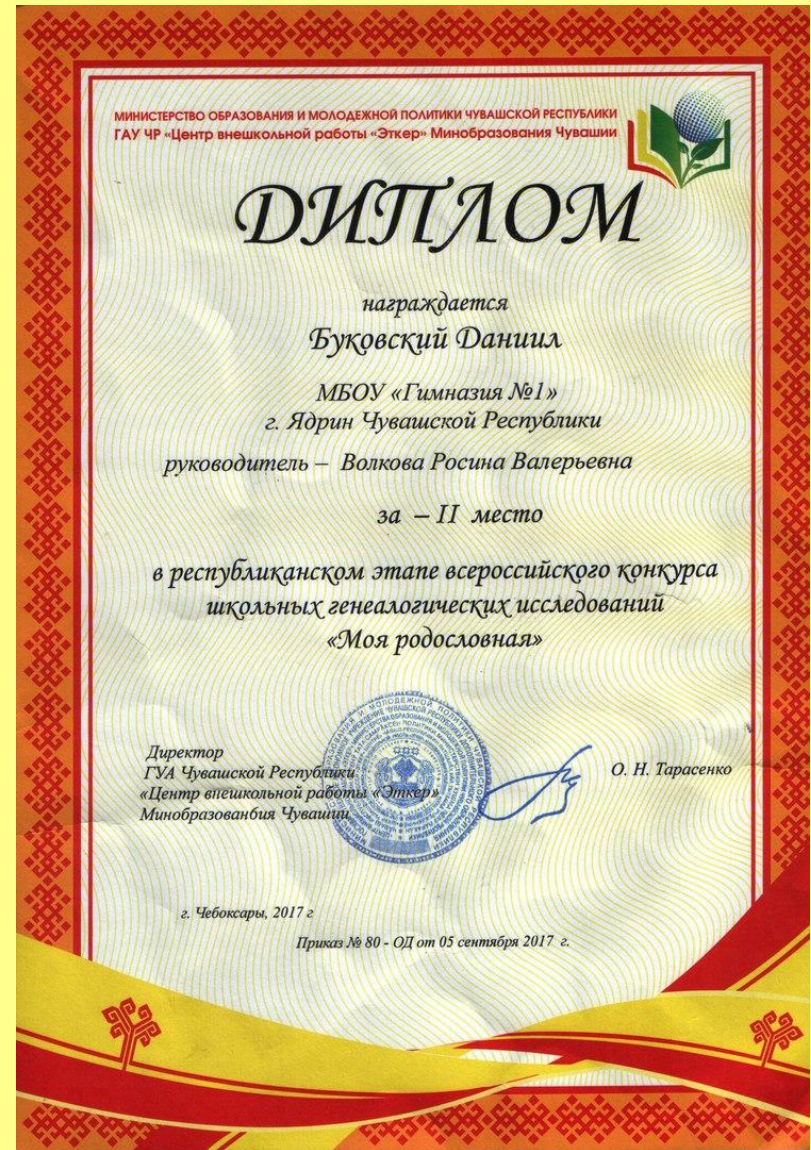 МИНИСТЕРСТВО ОБРАЗОВАНИЯ И МОЛОДЕЖНОЙ ПОЛИТИКИ ЧУВАШСКОЙ РЕСПУБЛИКИ
ГАУ ЧР «Центр внешкольной работы «Эткер» Минобразования Чувашии
ДИПЛОМ
награждается
Буковский Даниил
МБОУ «Гимназия №1»
г. Ядрин Чувашской Республики
руководитель – Волкова Росина Валерьевна
за – II место
в республиканском этапе всероссийского конкурса
школьных генеалогических исследований
«Моя родословная»
Директор
ГУА Чувашской Республики
«Центр внешкольной работы «Эткер»
Минобразованбия Чувашии
О. Н. Тарасенко
г. Чебоксары, 2017 г
Приказ № 80 - ОД от 05 сентября 2017 г.